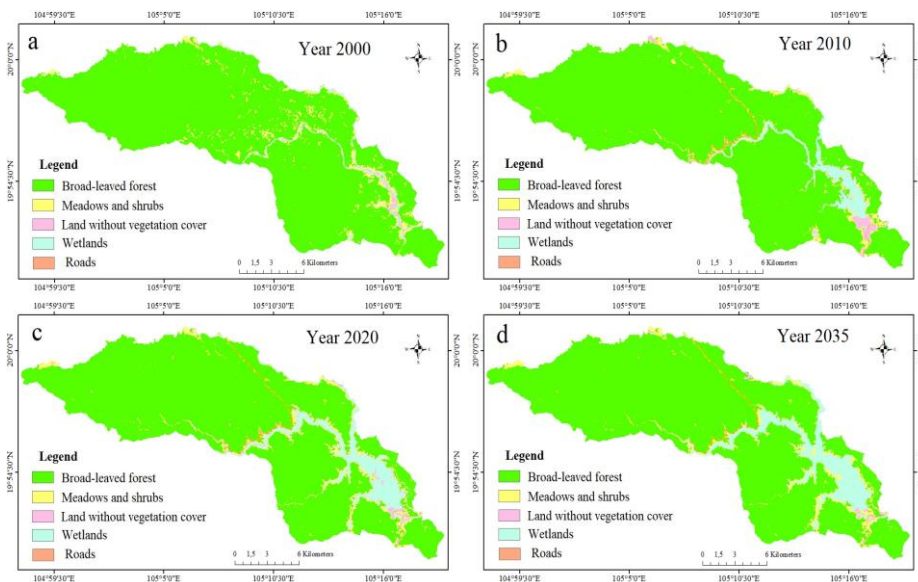 104°59'30"E 105°5'0"E 105°10'30"E 105°16'0"E 105°5'0"E 105°10'30"E 105°16'0"E
a Year 2000
20°0'0"N
19°54'30"N
Legend
Broad-leaved forest
Meadows and shrubs
Land without vegetation cover
Wetlands
Roads
0 1,5 3 6 Kilometers
b Year 2010
20°0'0"N
19°54'30"N
Legend
Broad-leaved forest
Meadows and shrubs
Land without vegetation cover
Wetlands
Roads
0 1,5 3 6 Kilometers
104°59'30"E 105°5'0"E 105°10'30"E 105°16'0"E 105°5'0"E 105°10'30"E 105°16'0"E
c Year 2020
20°0'0"N
19°54'30"N
Legend
Broad-leaved forest
Meadows and shrubs
Land without vegetation cover
Wetlands
Roads
0 1,5 3 6 Kilometers
d Year 2035
20°0'0"N
19°54'30"N
Legend
Broad-leaved forest
Meadows and shrubs
Land without vegetation cover
Wetlands
Roads
0 1,5 3 6 Kilometers
104°59'30"E 105°5'0"E 105°10'30"E 105°16'0"E 104°59'30"E 105°5'0"E 105°10'30"E 105°16'0"E